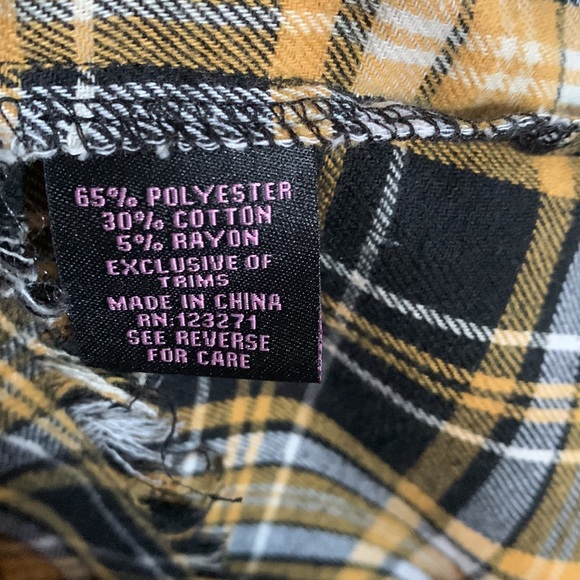 65% POLYESTER
30% COTTON
5% RAYON
EXCLUSIVE OF
TRIMS
MADE IN CHINA
RN:123271
SEE REVERSE
FOR CARE